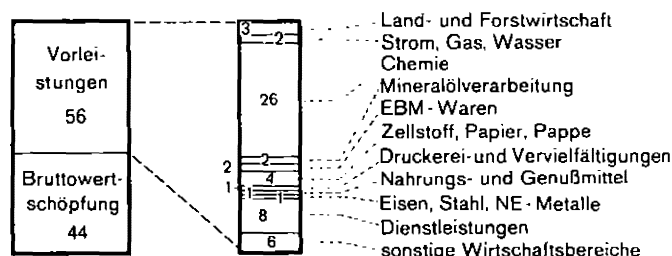 Vorlei-
stungen
56
Bruttowert-
schöpfung
44
3
2
26
2
2
4
1
1
1
8
6
Land- und Forstwirtschaft
Strom, Gas, Wasser
Chemie
Mineralölverarbeitung
EBM-Waren
Zellstoff, Papier, Pappe
Druckerei-und Vervielfältigungen
Nahrungs- und Genußmittel
Eisen, Stahl, NE-Metalle
Dienstleistungen
sonstige Wirtschaftsbereiche